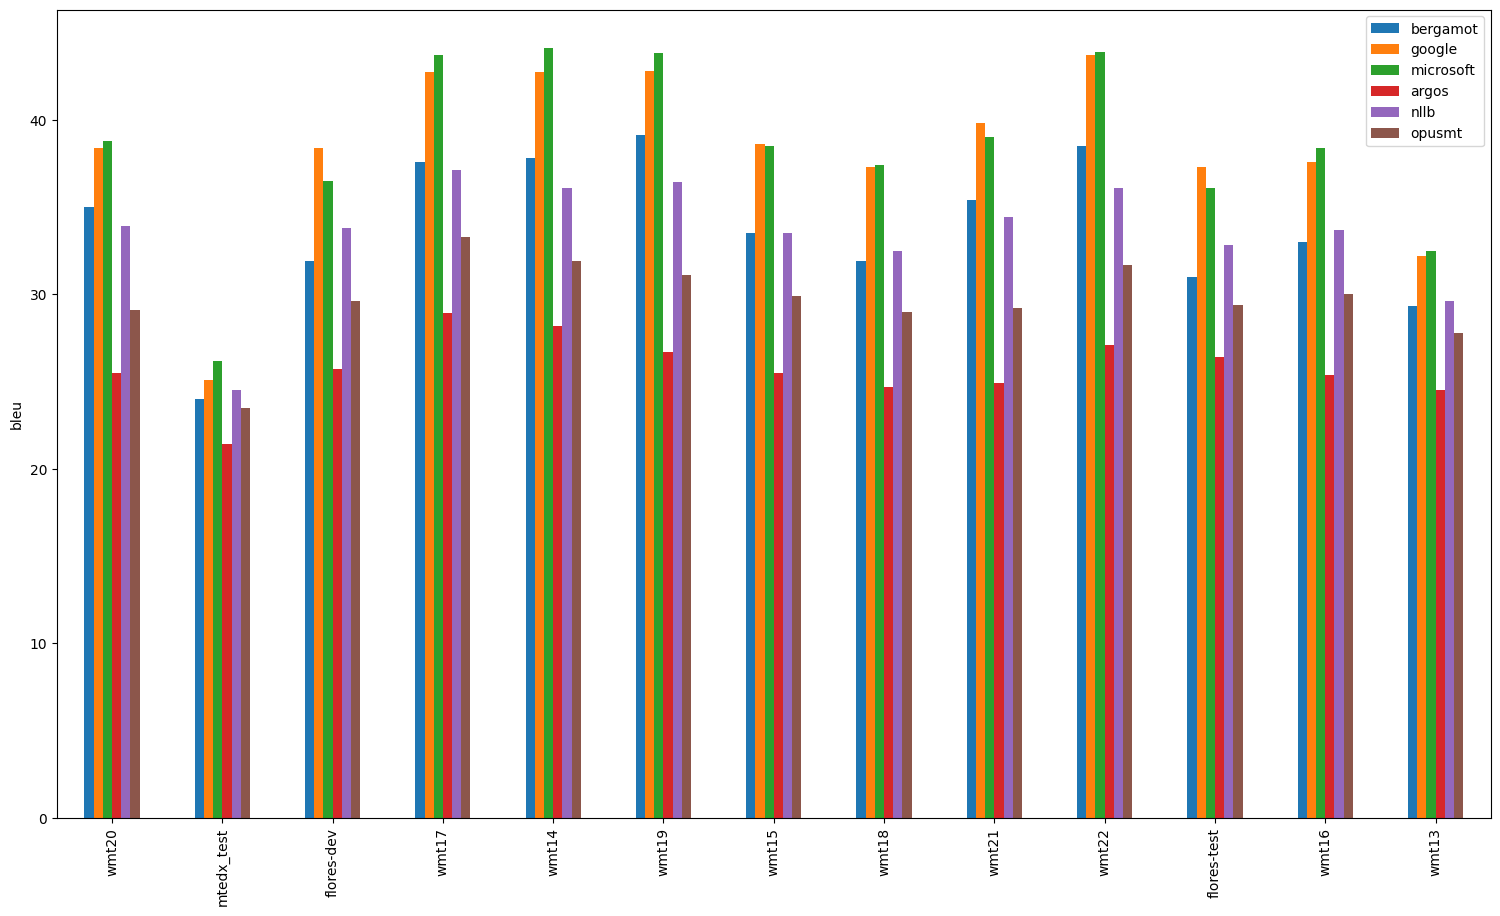 bergamot
google
microsoft
argos
nllb
opusmt
bleu
40
30
20
10
0
wmt20
mtedx_test
flores-dev
wmt17
wmt14
wmt19
wmt15
wmt18
wmt21
wmt22
flores-test
wmt16
wmt13